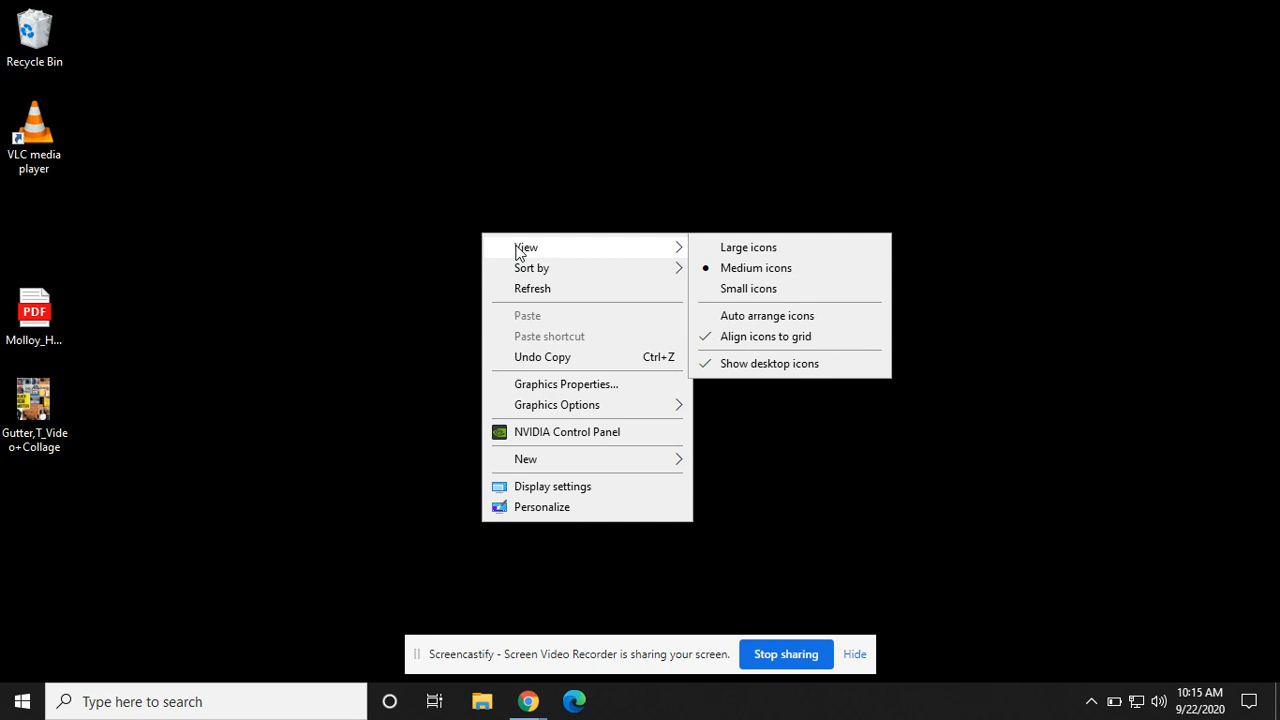 Recycle Bin
VLC media
player
PDF
Molloy_H...
Gutter,T_Vide
o+Collage
View
Sort by
Refresh
Paste
Paste shortcut
Undo Copy Ctrl+Z
Graphics Properties...
Graphics Options
NVIDIA Control Panel
New
Display settings
Personalize
Large icons
Medium icons
Small icons
Auto arrange icons
Align icons to grid
Show desktop icons
Screencastify - Screen Video Recorder is sharing your screen. Stop sharing Hide
Type here to search
10:15 AM
9/22/2020